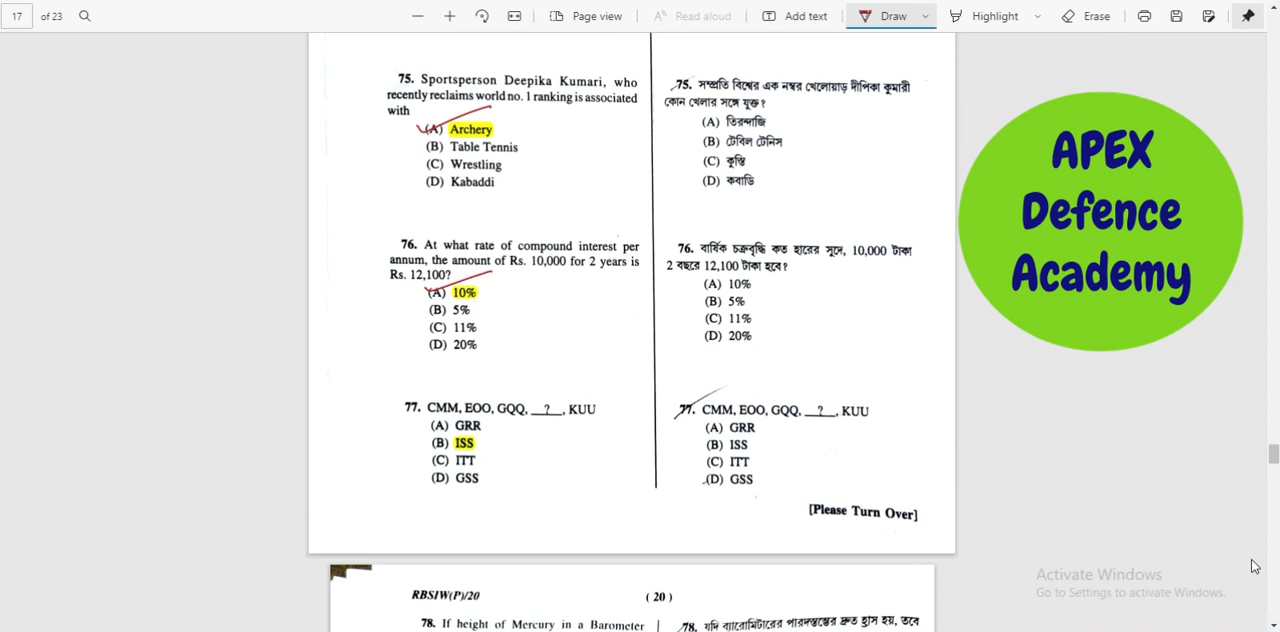 17 of 23
Page view
Read aloud
Add text
Draw
Highlight
Erase
75. Sportsperson Deepika Kumari, who
recently reclaims world no. 1 ranking is associated
with
(A) Archery
(B) Table Tennis
(C) Wrestling
(D) Kabaddi
76. At what rate of compound interest per
annum, the amount of Rs. 10,000 for 2 years is
Rs. 12,100?
(A) 10%
(B) 5%
(C) 11%
(D) 20%
77. CMM, EOO, GQQ, __?__, KUU
(A) GRR
(B) ISS
(C) ITT
(D) GSS
75. সম্প্রতি বিশ্বের এক নম্বর খেলোয়াড় দীপিকা কুমারী
কোন খেলার সঙ্গে যুক্ত?
(A) তিরন্দাজি
(B) টেবিল টেনিস
(C) কুস্তি
(D) কবাডি
76. বার্ষিক চক্রবৃদ্ধি কত হারের সুদে, 10,000 টাকা
2 বছরে 12,100 টাকা হবে?
(A) 10%
(B) 5%
(C) 11%
(D) 20%
77. CMM, EOO, GQQ, __?__, KUU
(A) GRR
(B) ISS
(C) ITT
(D) GSS
[Please Turn Over]
APEX
Defence
Academy
RBSIW(P)/20
( 20 )
78. If height of Mercury in a Barometer
78. যদি ব্যারোমিটারের পারদস্তম্ভের দ্রুত হ্রাস হয়, তবে
Activate Windows
Go to Settings to activate Windows.